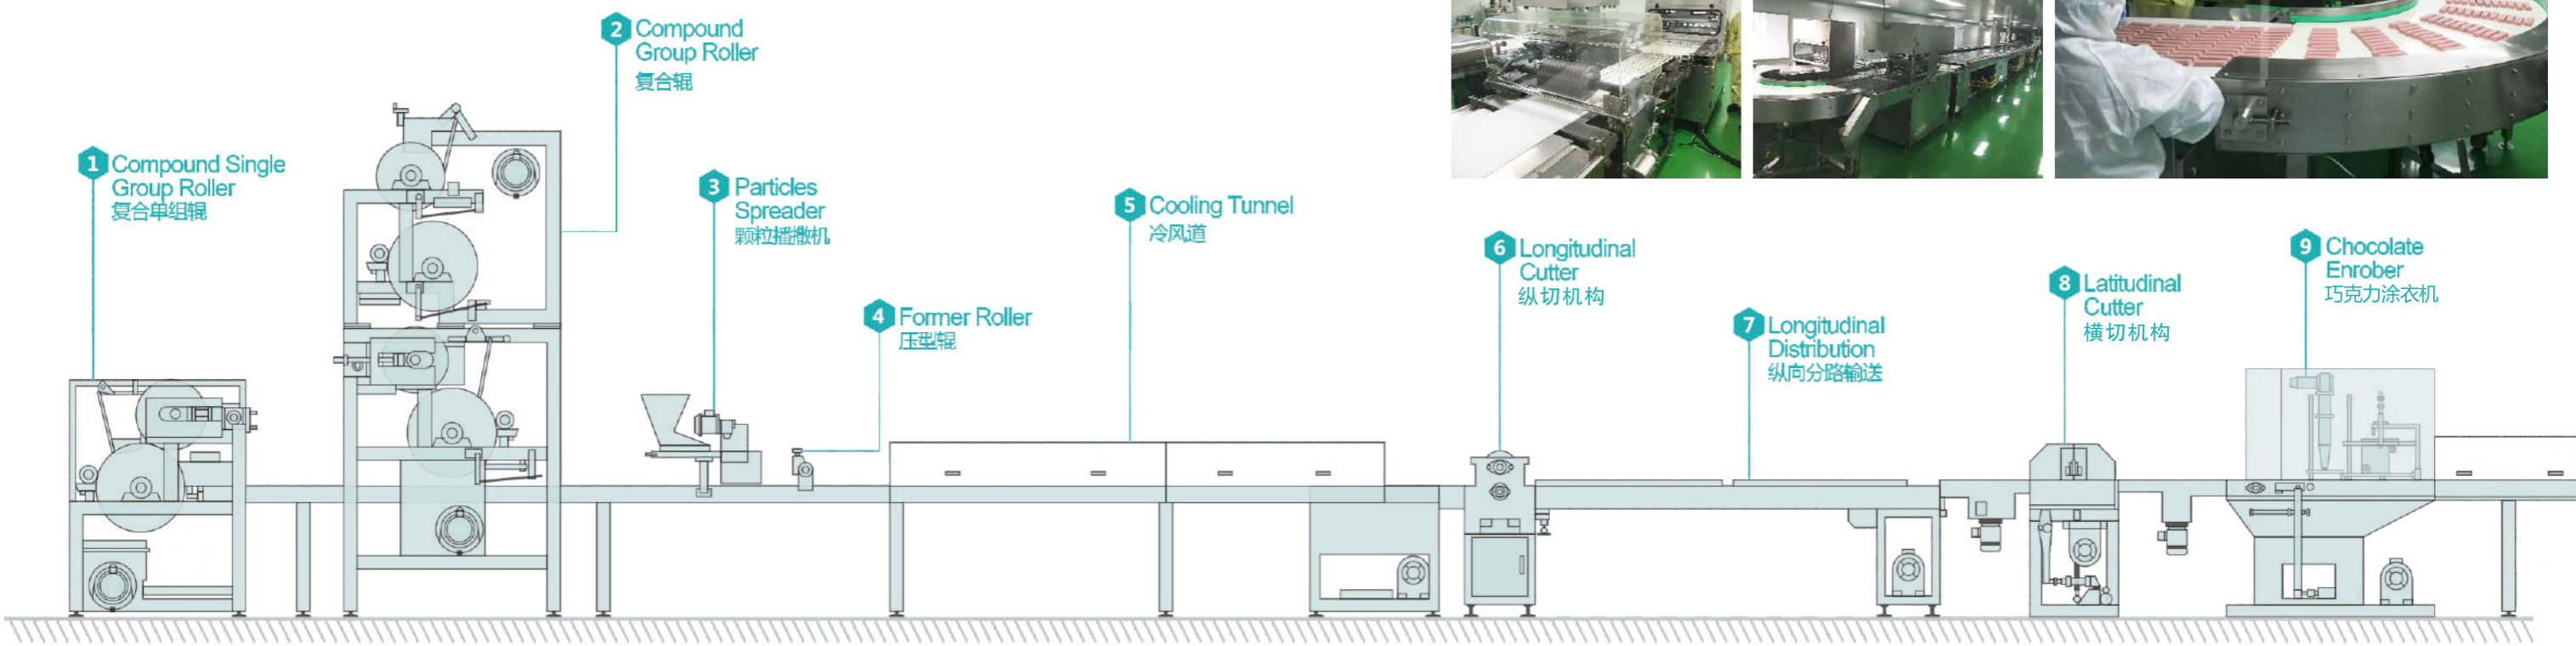 1 Compound Single
Group Roller
复合单组辊
2 Compound
Group Roller
复合辊
3 Particles
Spreader
颗粒播撒机
4 Former Roller
压型辊
5 Cooling Tunnel
冷风道
6 Longitudinal
Cutter
纵切机构
7 Longitudinal
Distribution
纵向分路输送
8 Latitudinal
Cutter
横切机构
9 Chocolate
Enrober
巧克力涂衣机